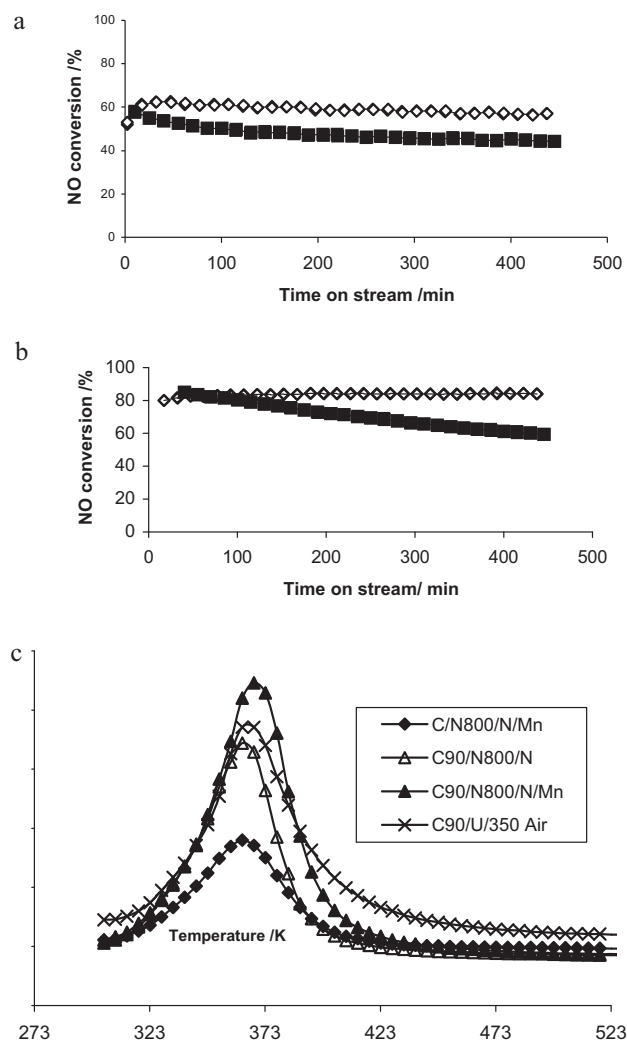 a
NO conversion /%
100
80
60
40
20
0
0 100 200 300 400 500
Time on stream /min
b
NO conversion /%
100
80
60
40
20
0
0 100 200 300 400 500
Time on stream/ min
c
C/N800/N/Mn
C90/N800/N
C90/N800/N/Mn
C90/U/350 Air
Temperature /K
273 323 373 423 473 523